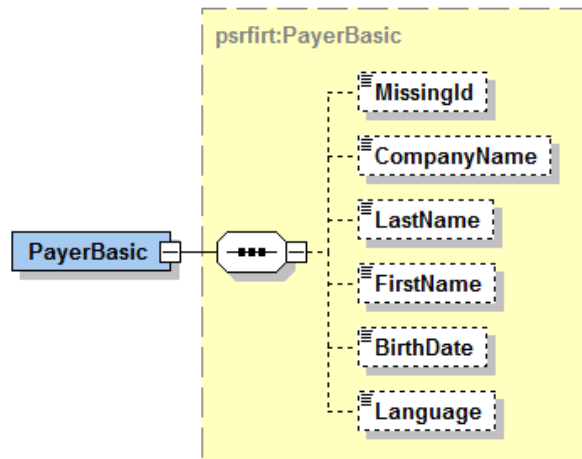 psrfirt:PayerBasic
MissingId
CompanyName
LastName
PayerBasic
FirstName
BirthDate
Language